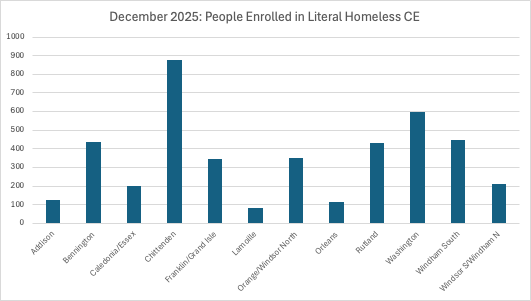 December 2025: People Enrolled in Literal Homeless CE
1000
900
800
700
600
500
400
300
200
100
0
Addison
Bennington
Caledonia/Essex
Chittenden
Franklin/Grand Isle
Lamoille
Orange/Windsor North
Orleans
Rutland
Washington
Windham South
Windsor S/Windham N